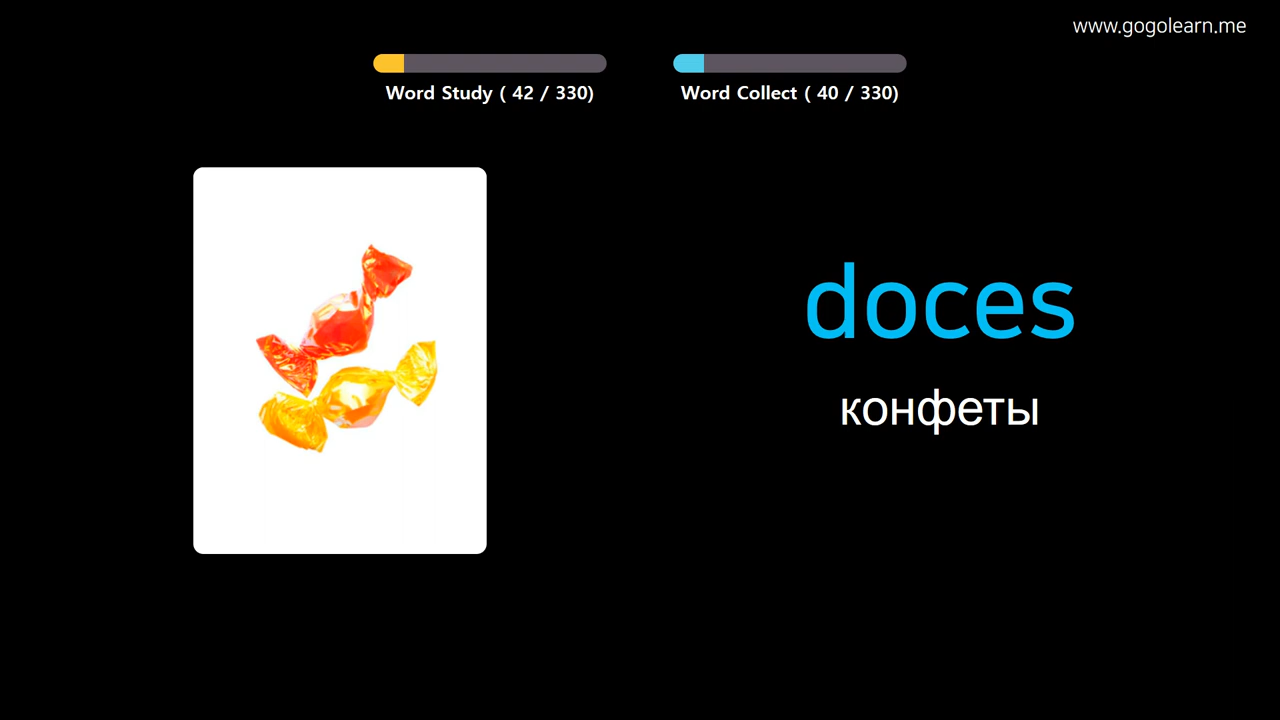 www.gogolearn.me
Word Study ( 42 / 330)
Word Collect ( 40 / 330)
doces
конфеты